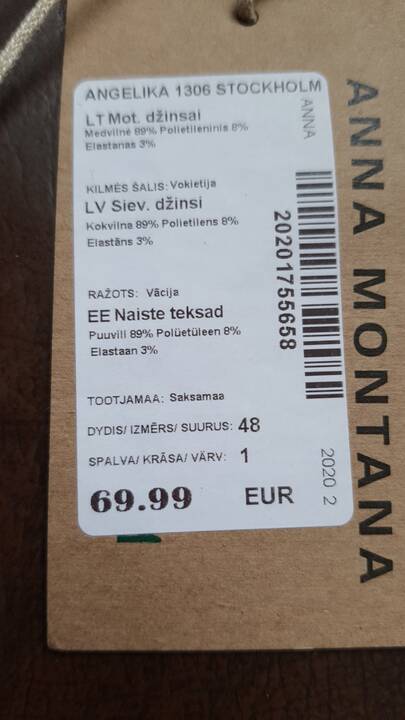 ANGELIKA 1306 STOCKHOLM
LT Mot. džinsai
Medvilnė 89% Polietileninis 8%
Elastanas 3%
KILMĖS ŠALIS: Vokietija
LV Siev. džinsi
Kokvilna 89% Polietilens 8%
Elastāns 3%
RAŽOTS: Vācija
EE Naiste teksad
Puuvill 89% Polüetüleen 8%
Elastaan 3%
TOOTJAMAA: Saksamaa
DYDIS/ IZMĒRS/ SUURUS: 48
SPALVA/ KRĀSA/ VÄRV: 1
69.99 EUR
ANNA
20201755658
2020 2
ANNA MONTANA